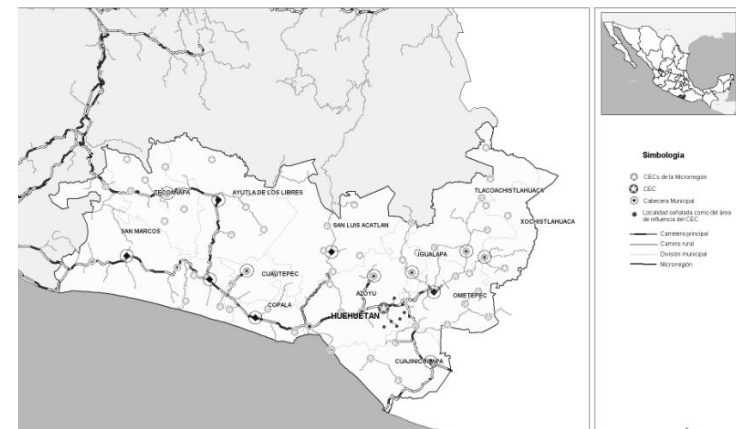 TECOANAPA
AYUTLA DE LOS LIBRES
TLACOACHISTLAHUACA
SAN MARCOS
SAN LUIS ACATLAN
XOCHISTLAHUACA
IGUALAPA
CUAUTEPEC
AZOYU
OMETEPEC
COPALA
HUEHUETAN
CUAJINICUILAPA
Simbología
CECs de la Microrregión
CEC
Cabecera Municipal
Localidad señalada como del área
de influencia del CEC
Carretera principal
Camino rural
División municipal
Microrregión